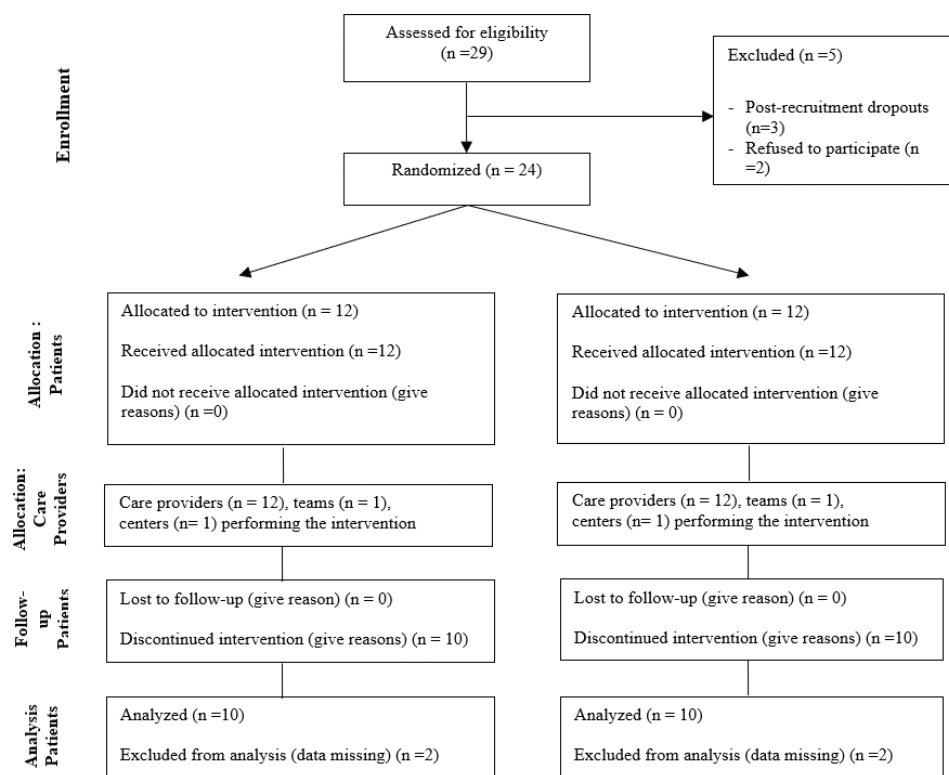 Assessed for eligibility
(n =29)
Excluded (n =5)
- Post-recruitment dropouts
(n=3)
- Refused to participate (n
=2)
Enrollment
Randomized (n = 24)
Allocation :
Patients
Allocated to intervention (n = 12)
Received allocated intervention (n =12)
Did not receive allocated intervention (give
reasons) (n =0)
Allocated to intervention (n = 12)
Received allocated intervention (n =12)
Did not receive allocated intervention (give
reasons) (n = 0)
Allocation:
Care
Providers
Care providers (n = 12), teams (n = 1),
centers (n= 1) performing the intervention
Care providers (n = 12), teams (n = 1),
centers (n= 1) performing the intervention
Follow-
up
Patients
Lost to follow-up (give reason) (n = 0)
Discontinued intervention (give reasons) (n = 10)
Lost to follow-up (give reason) (n = 0)
Discontinued intervention (give reasons) (n =10)
Analysis
Patients
Analyzed (n =10)
Excluded from analysis (data missing) (n =2)
Analyzed (n = 10)
Excluded from analysis (data missing) (n =2)